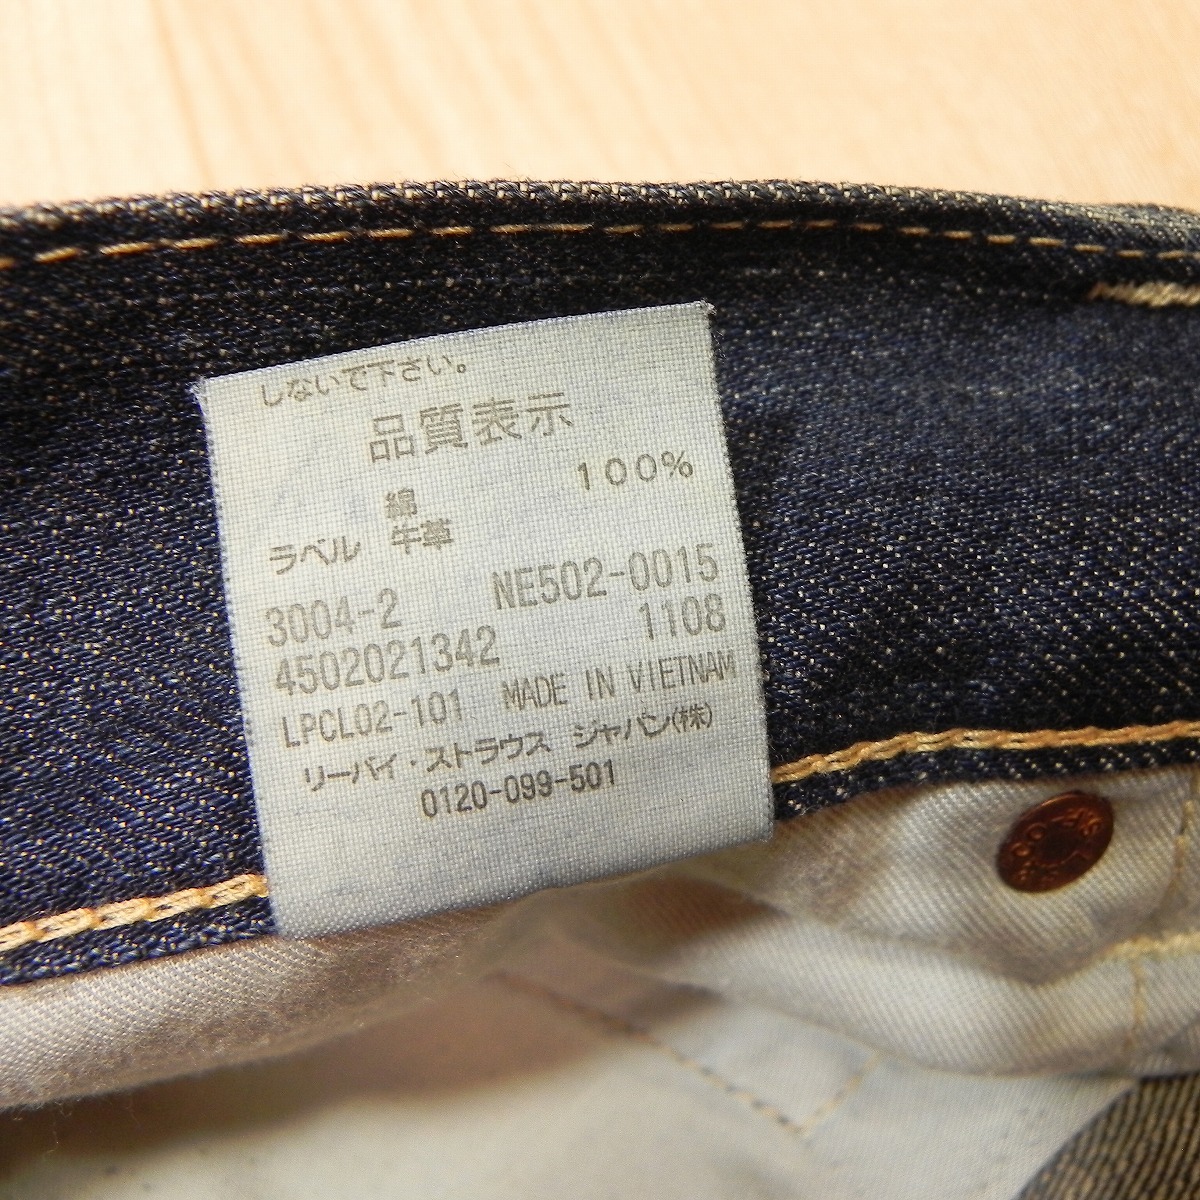 しないで下さい。
品質表示
綿 100%
ラベル 牛革
3004-2 NE502-0015
4502021342 1108
LPCL02-101 MADE IN VIETNAM
リーバイ・ストラウス ジャパン(株)
0120-099-501